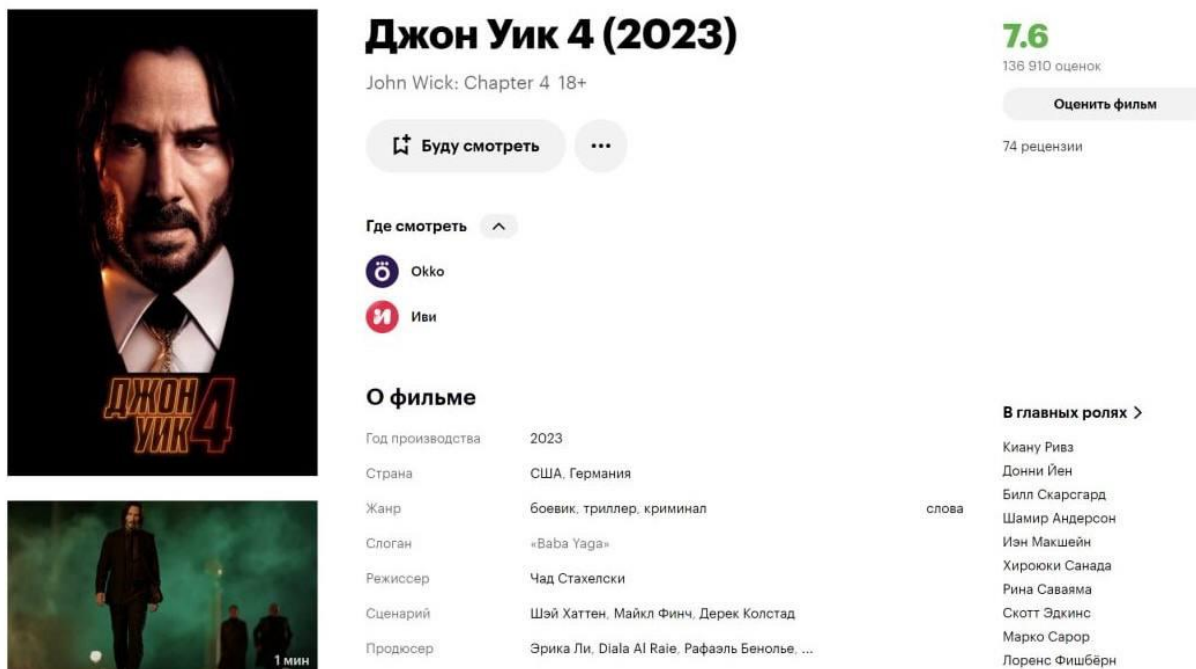 Джон Уик 4 (2023)
John Wick: Chapter 4 18+
Буду смотреть
...
Где смотреть
Okko
Иви
ДЖОН
УИК 4
1 мин
О фильме
Год производства 2023
Страна США, Германия
Жанр боевик, триллер, криминал слова
Слоган «Baba Yaga»
Режиссер Чад Стахелски
Сценарий Шэй Хаттен, Майкл Финч, Дерек Колстад
Продюсер Эрика Ли, Diala Al Raie, Рафаэль Бенолье, ...
7.6
136 910 оценок
Оценить фильм
74 рецензии
В главных ролях
Киану Ривз
Донни Йен
Билл Скарсгард
Шамир Андерсон
Иэн Макшейн
Хироюки Санада
Рина Саваяма
Скотт Эдкинс
Марко Сарор
Лоренс Фишбёрн